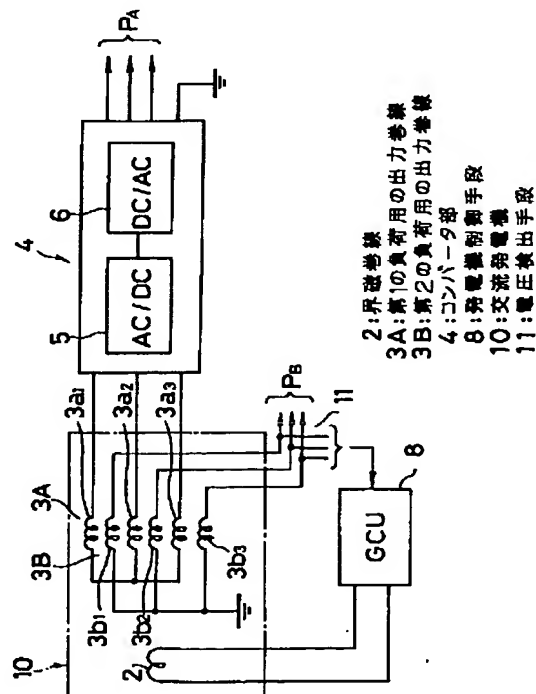 10
3A
3a1
3a2
3a3
3B
3b1
3b2
3b3
2
4
5
AC/DC
6
DC/AC
PA
PB
11
8
GCU
2:界磁巻線
3A:第1の負荷用の出力巻線
3B:第2の負荷用の出力巻線
4:コンバータ部
8:発電機制御手段
10:交流発電機
11:電圧検出手段